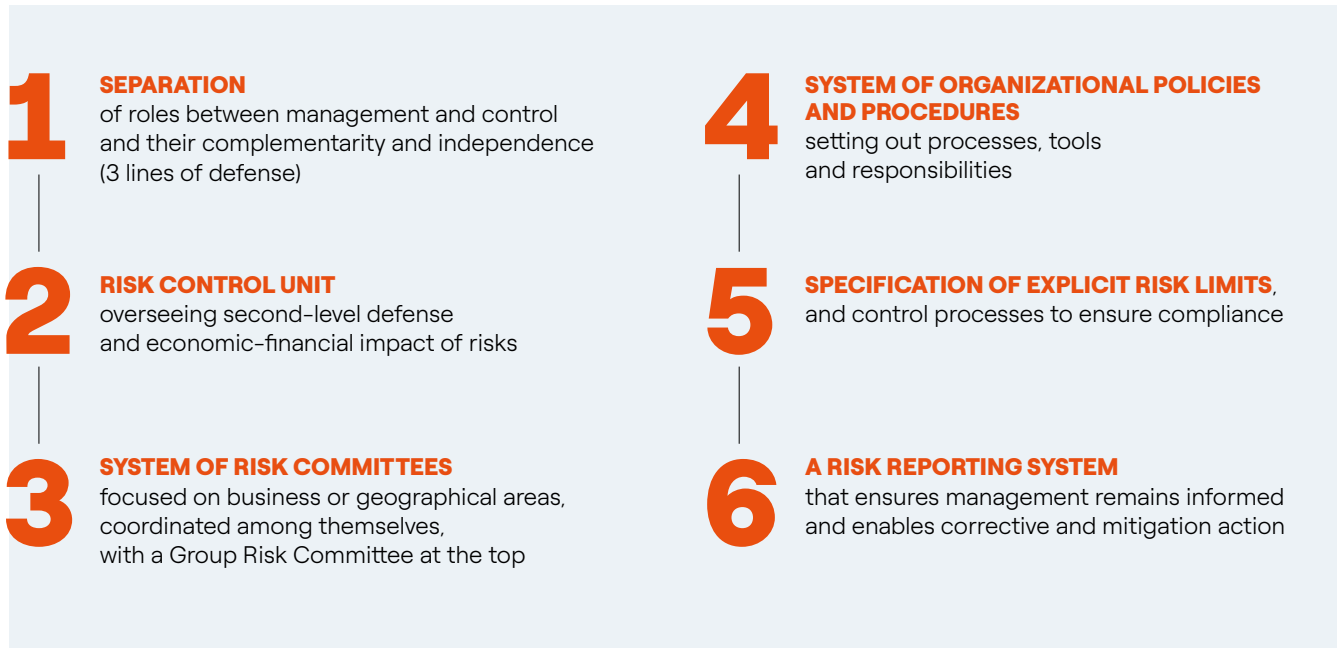 1
SEPARATION
of roles between management and control
and their complementarity and independence
(3 lines of defense)
2
RISK CONTROL UNIT
overseeing second-level defense
and economic-financial impact of risks
3
SYSTEM OF RISK COMMITTEES
focused on business or geographical areas,
coordinated among themselves,
with a Group Risk Committee at the top
4
SYSTEM OF ORGANIZATIONAL POLICIES
AND PROCEDURES
setting out processes, tools
and responsibilities
5
SPECIFICATION OF EXPLICIT RISK LIMITS,
and control processes to ensure compliance
6
A RISK REPORTING SYSTEM
that ensures management remains informed
and enables corrective and mitigation action